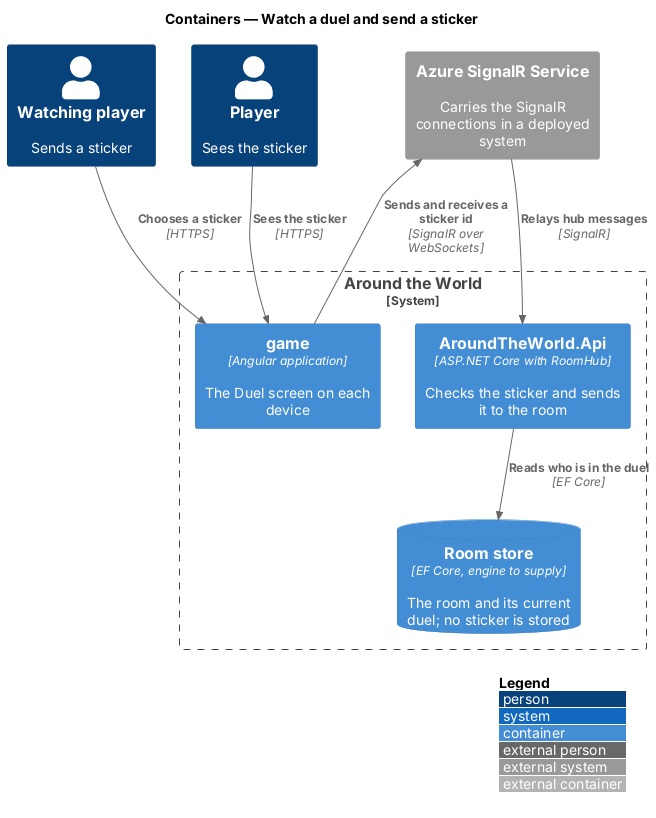 Containers — Watch a duel and send a sticker
Watching player
Sends a sticker
Player
Sees the sticker
Azure SignalR Service
Carries the SignalR
connections in a deployed
system
Chooses a sticker
[HTTPS]
Sees the sticker
[HTTPS]
Sends and receives a
sticker id
[SignalR over
WebSockets]
Relays hub messages
[SignalR]
Around the World
[System]
game
[Angular application]
The Duel screen on each
device
AroundTheWorld.Api
[ASP.NET Core with RoomHub]
Checks the sticker and sends
it to the room
Reads who is in the duel
[EF Core]
Room store
[EF Core, engine to supply]
The room and its current
duel; no sticker is stored
Legend
person
system
container
external person
external system
external container